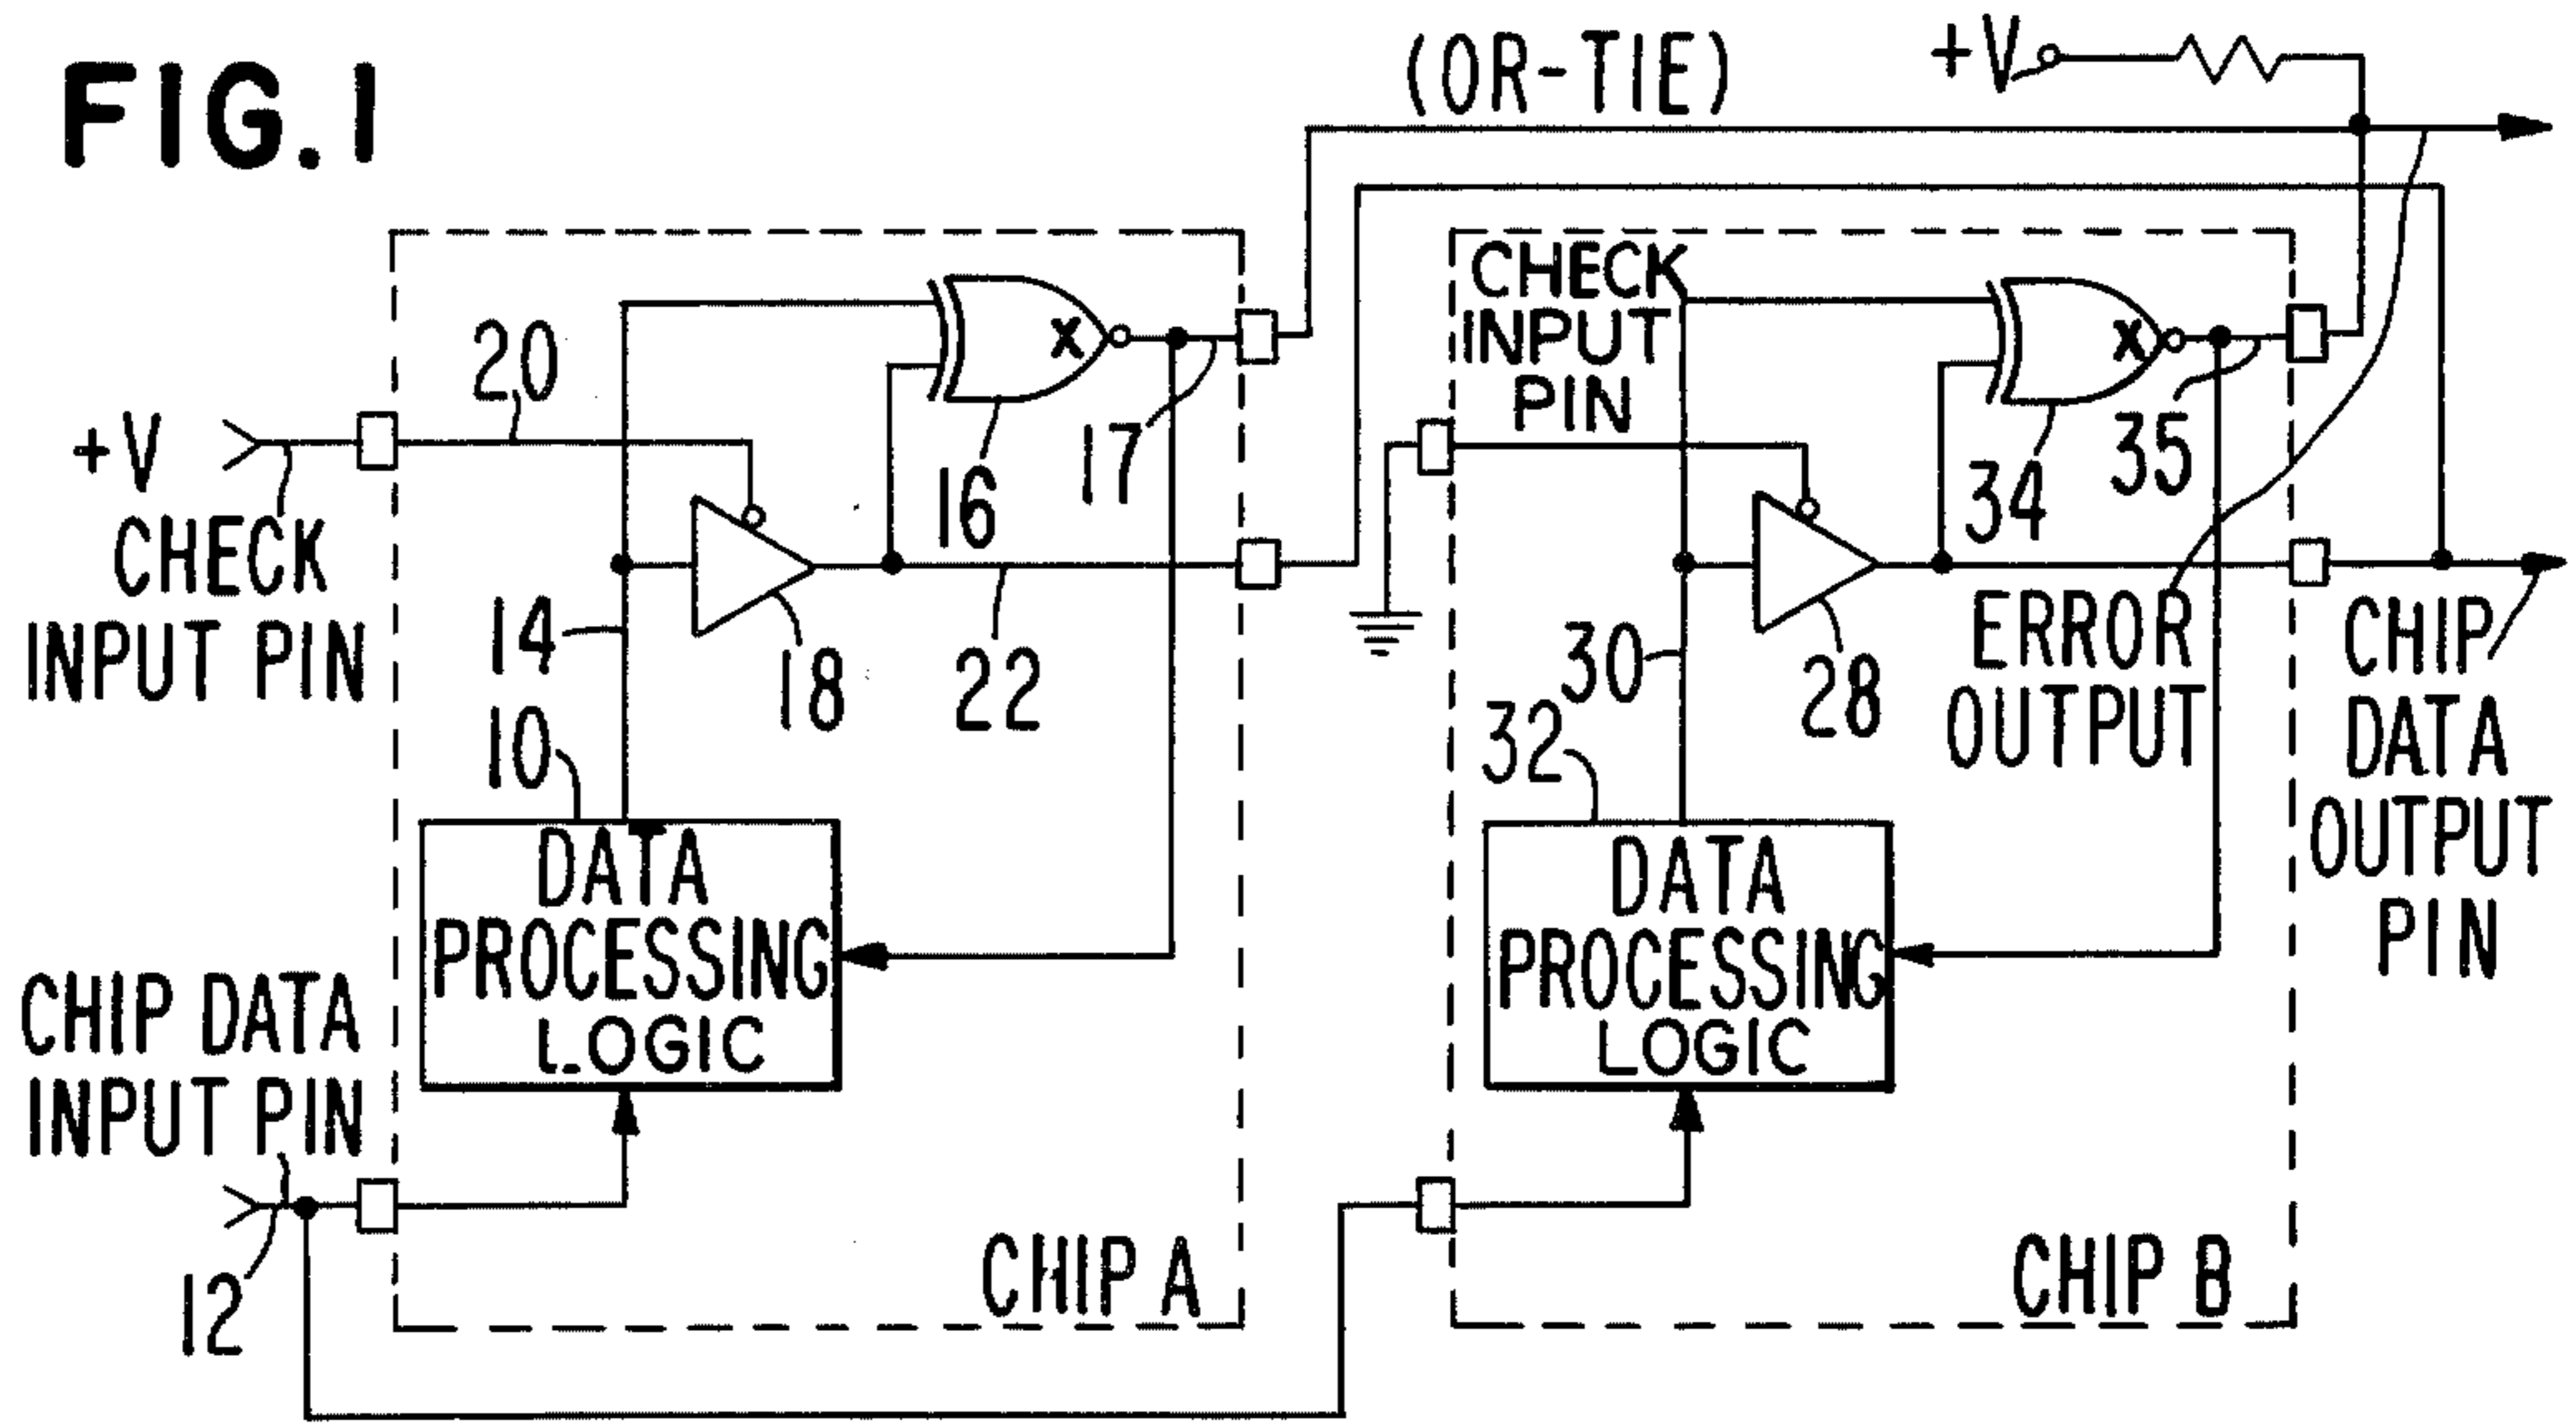 FIG. 1
(OR-TIE)
+V
20
+V
CHECK
INPUT PIN
X
16
17
14
18
22
10
DATA
PROCESSING
LOGIC
CHIP DATA
INPUT PIN
12
CHIP A
CHECK
INPUT
PIN
X
34
35
30
28
32
ERROR
OUTPUT
DATA
PROCESSING
LOGIC
CHIP
DATA
OUTPUT
PIN
CHIP B